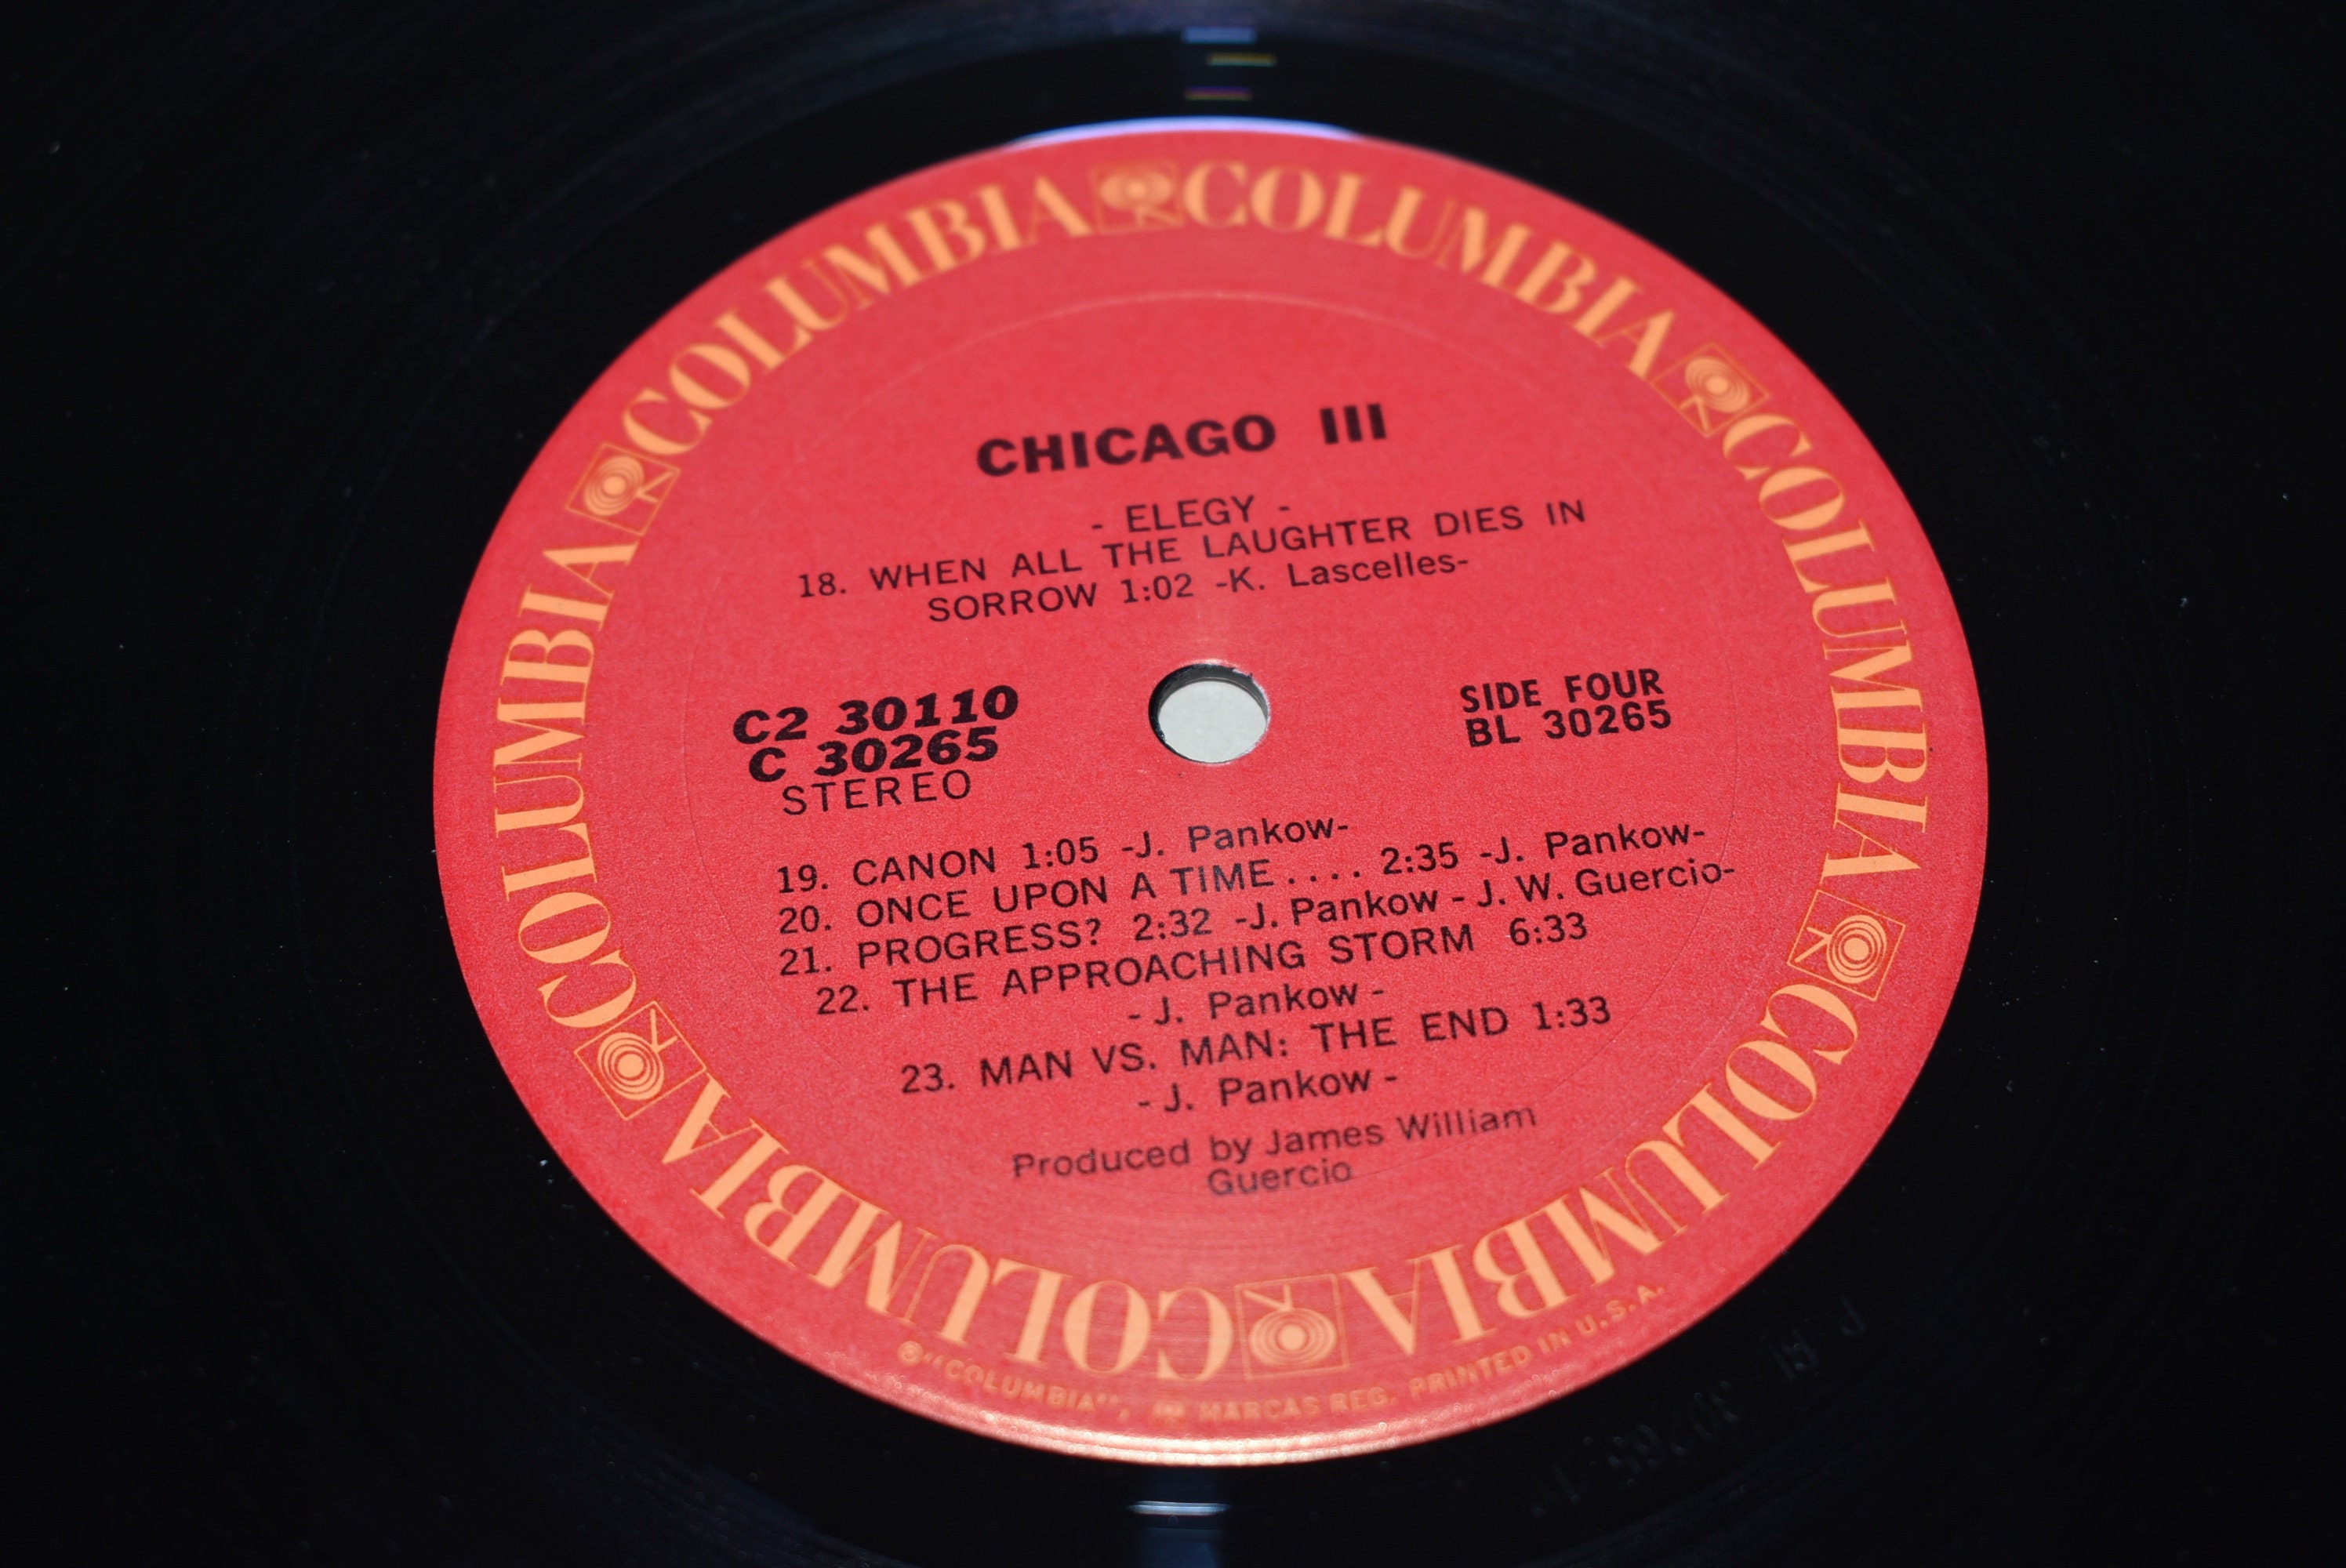 COLUMBIA COLUMBIA COLUMBIA COLUMBIA COLUMBIA COLUMBIA
CHICAGO III
- ELEGY -
18. WHEN ALL THE LAUGHTER DIES IN
SORROW 1:02 -K. Lascelles-
C2 30110
C 30265
STEREO
SIDE FOUR
BL 30265
19. CANON 1:05 -J. Pankow-
20. ONCE UPON A TIME.... 2:35 -J. Pankow-
21. PROGRESS? 2:32 -J. Pankow - J. W. Guercio-
22. THE APPROACHING STORM 6:33
- J. Pankow -
23. MAN VS. MAN: THE END 1:33
- J. Pankow -
Produced by James William
Guercio
® "COLUMBIA", MARCAS REG. PRINTED IN U.S.A.